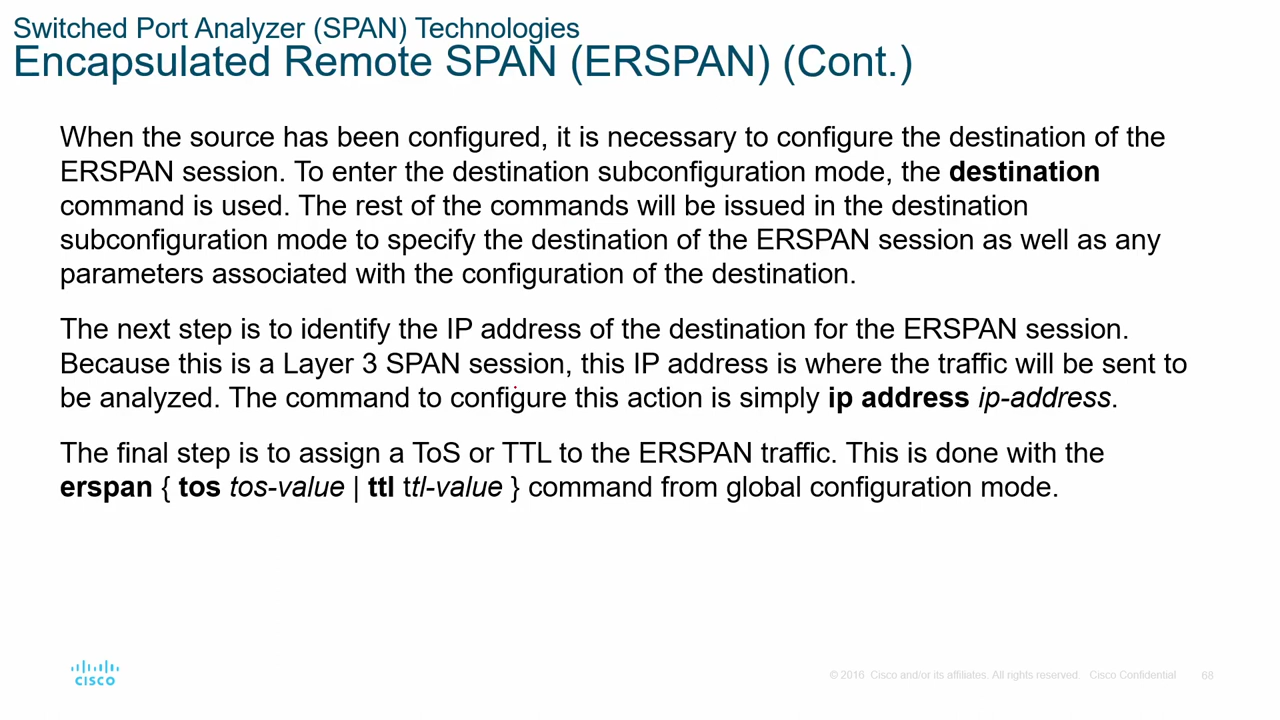 Switched Port Analyzer (SPAN) Technologies
Encapsulated Remote SPAN (ERSPAN) (Cont.)
When the source has been configured, it is necessary to configure the destination of the
ERSPAN session. To enter the destination subconfiguration mode, the destination
command is used. The rest of the commands will be issued in the destination
subconfiguration mode to specify the destination of the ERSPAN session as well as any
parameters associated with the configuration of the destination.
The next step is to identify the IP address of the destination for the ERSPAN session.
Because this is a Layer 3 SPAN session, this IP address is where the traffic will be sent to
be analyzed. The command to configure this action is simply ip address ip-address.
The final step is to assign a ToS or TTL to the ERSPAN traffic. This is done with the
erspan { tos tos-value | ttl ttl-value } command from global configuration mode.
CISCO
© 2016 Cisco and/or its affiliates. All rights reserved. Cisco Confidential 68